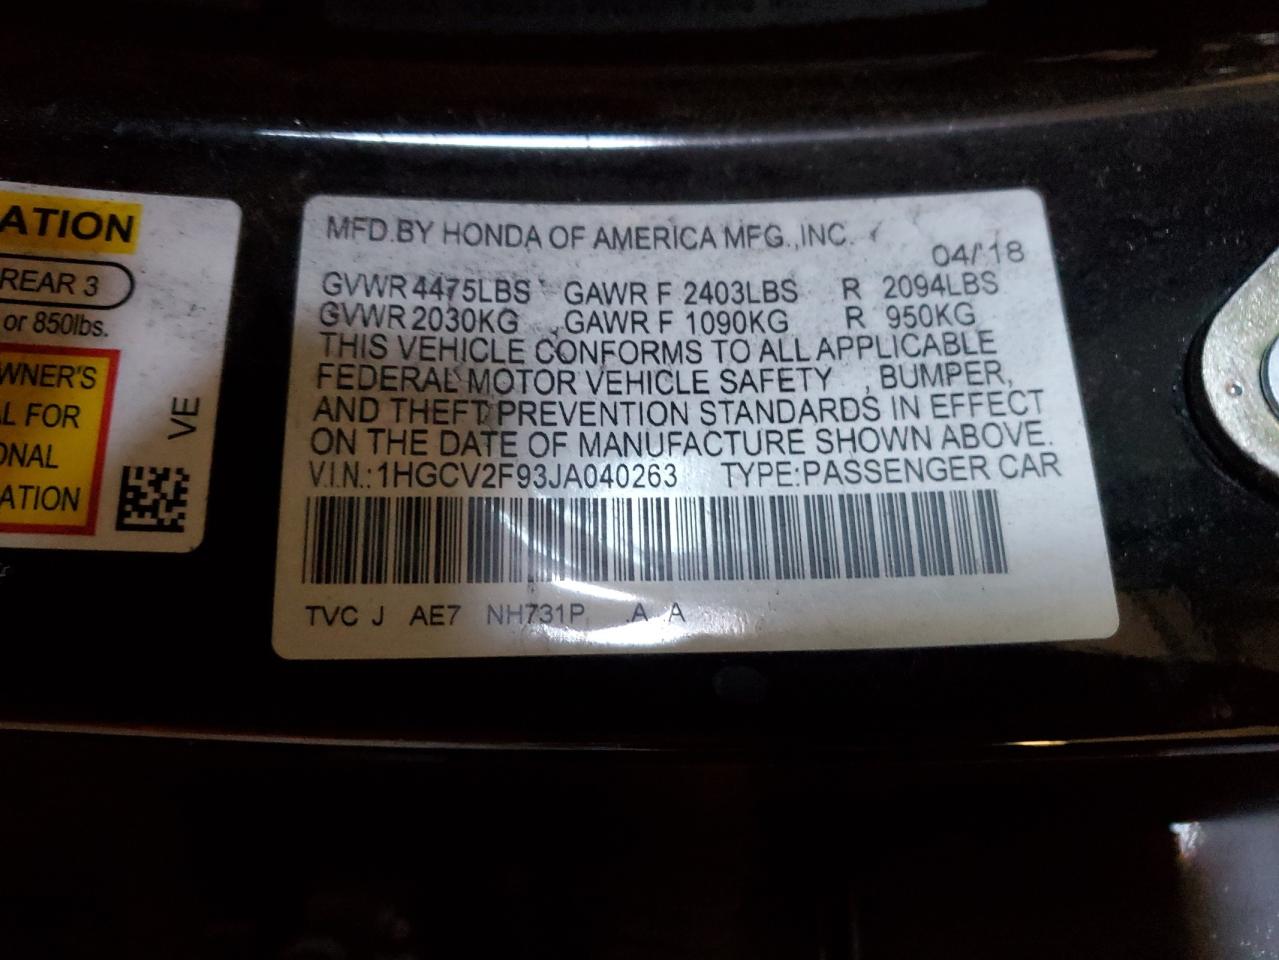 ATION
REAR 3
or 850lbs.
WNER'S
AL FOR
ONAL
ATION
VE
MFD.BY HONDA OF AMERICA MFG.,INC.
04/'18
GVWR 4475LBS GAWR F 2403LBS R 2094LBS
GVWR 2030KG GAWR F 1090KG R 950KG
THIS VEHICLE CONFORMS TO ALL APPLICABLE
FEDERAL MOTOR VEHICLE SAFETY , BUMPER,
AND THEFT PREVENTION STANDARDS IN EFFECT
ON THE DATE OF MANUFACTURE SHOWN ABOVE.
V.I.N.:1HGCV2F93JA040263 TYPE:PASSENGER CAR
TVC J AE7 NH731P A A